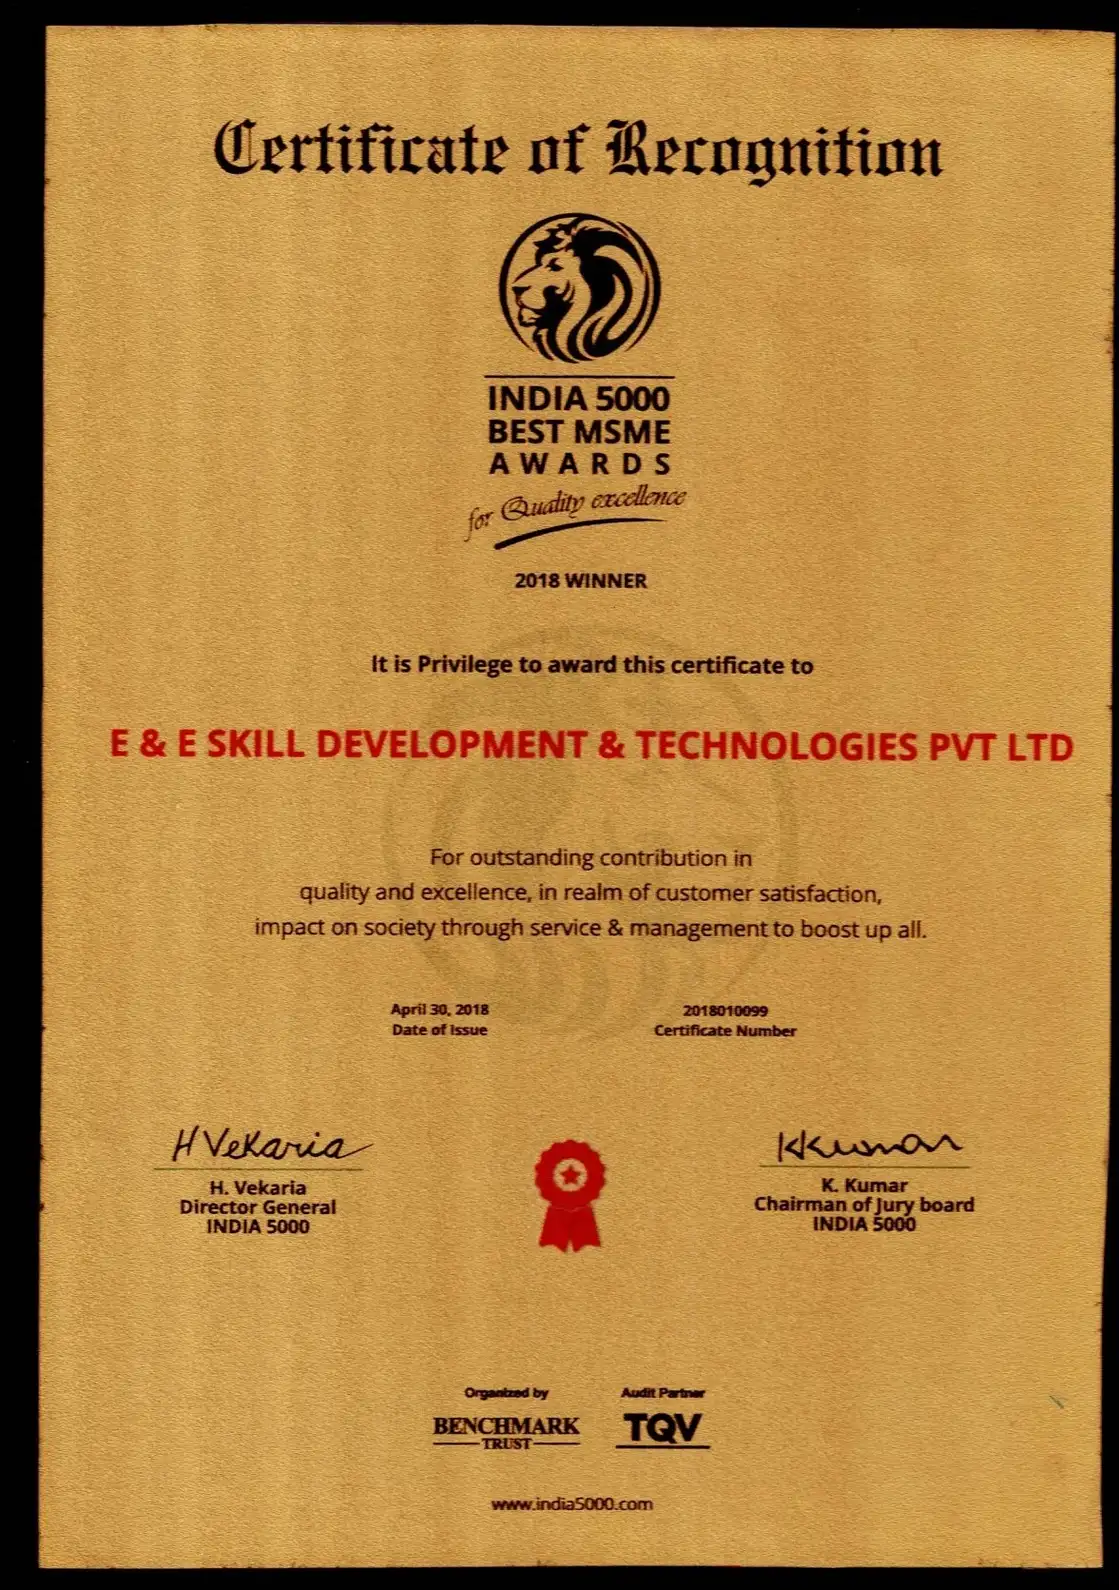 Certificate of Recognition
INDIA 5000
BEST MSME
AWARDS
for Quality excellence
2018 WINNER
It is Privilege to award this certificate to
E & E SKILL DEVELOPMENT & TECHNOLOGIES PVT LTD
For outstanding contribution in
quality and excellence, in realm of customer satisfaction,
impact on society through service & management to boost up all.
April 30, 2018
Date of Issue
2018010099
Certificate Number
H Vekaria
H. Vekaria
Director General
INDIA 5000
KKumar
K. Kumar
Chairman of Jury board
INDIA 5000
Organized by
BENCHMARK
TRUST
Audit Partner
TQV
www.india5000.com